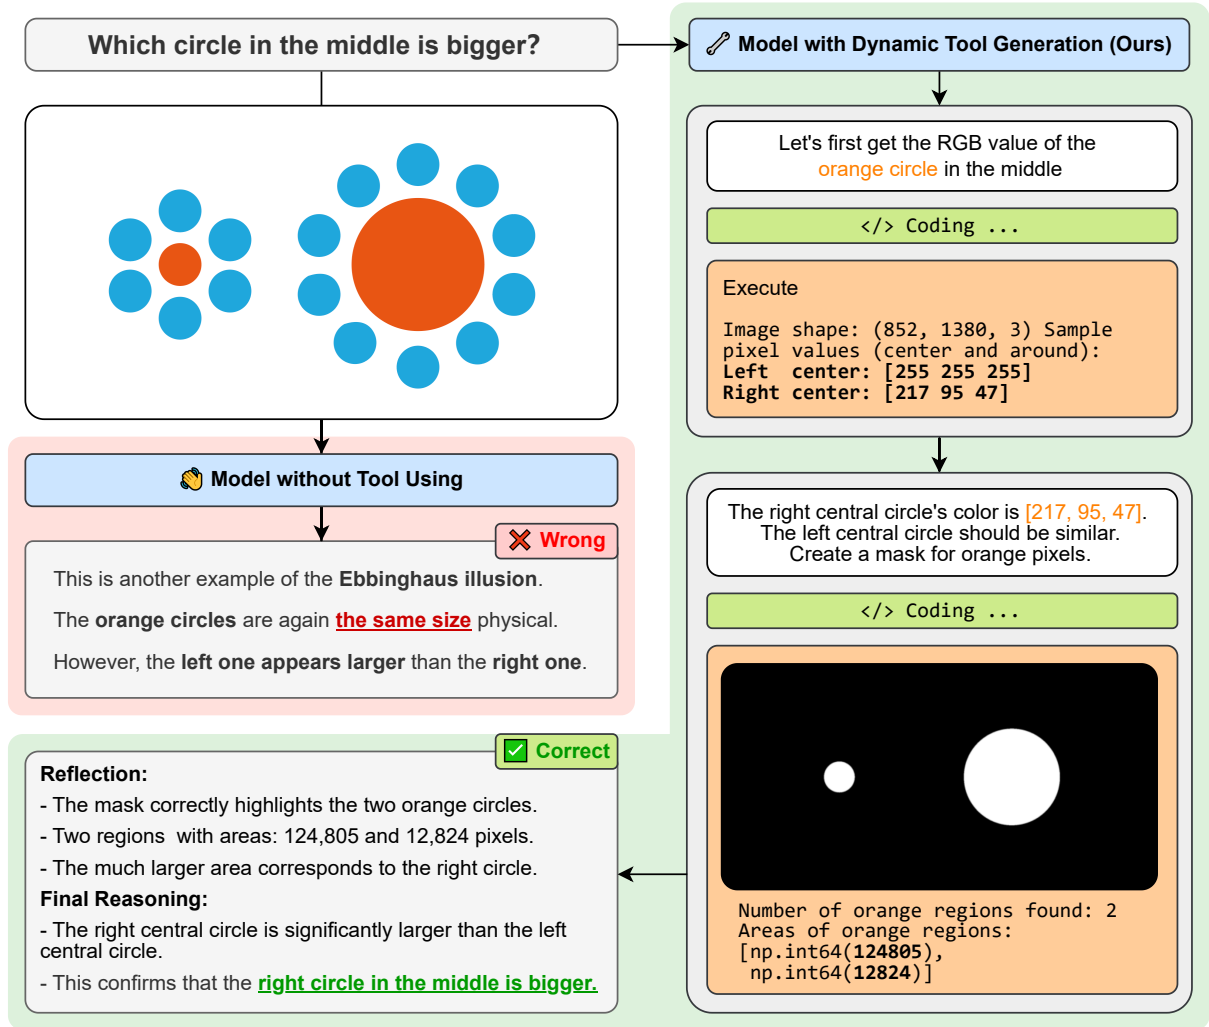 Which circle in the middle is bigger?
Model with Dynamic Tool Generation (Ours)
Let's first get the RGB value of the
orange circle in the middle
</> Coding ...
Execute
Image shape: (852, 1380, 3) Sample
pixel values (center and around):
Left  center: [255 255 255]
Right center: [217 95 47]
Model without Tool Using
Wrong
This is another example of the Ebbinghaus illusion.
The orange circles are again the same size physical.
However, the left one appears larger than the right one.
The right central circle's color is [217, 95, 47].
The left central circle should be similar.
Create a mask for orange pixels.
</> Coding ...
Number of orange regions found: 2
Areas of orange regions:
[np.int64(124805),
np.int64(12824)]
Correct
Reflection:
- The mask correctly highlights the two orange circles.
- Two regions  with areas: 124,805 and 12,824 pixels.
- The much larger area corresponds to the right circle.
Final Reasoning:
- The right central circle is significantly larger than the left
central circle.
- This confirms that the right circle in the middle is bigger.